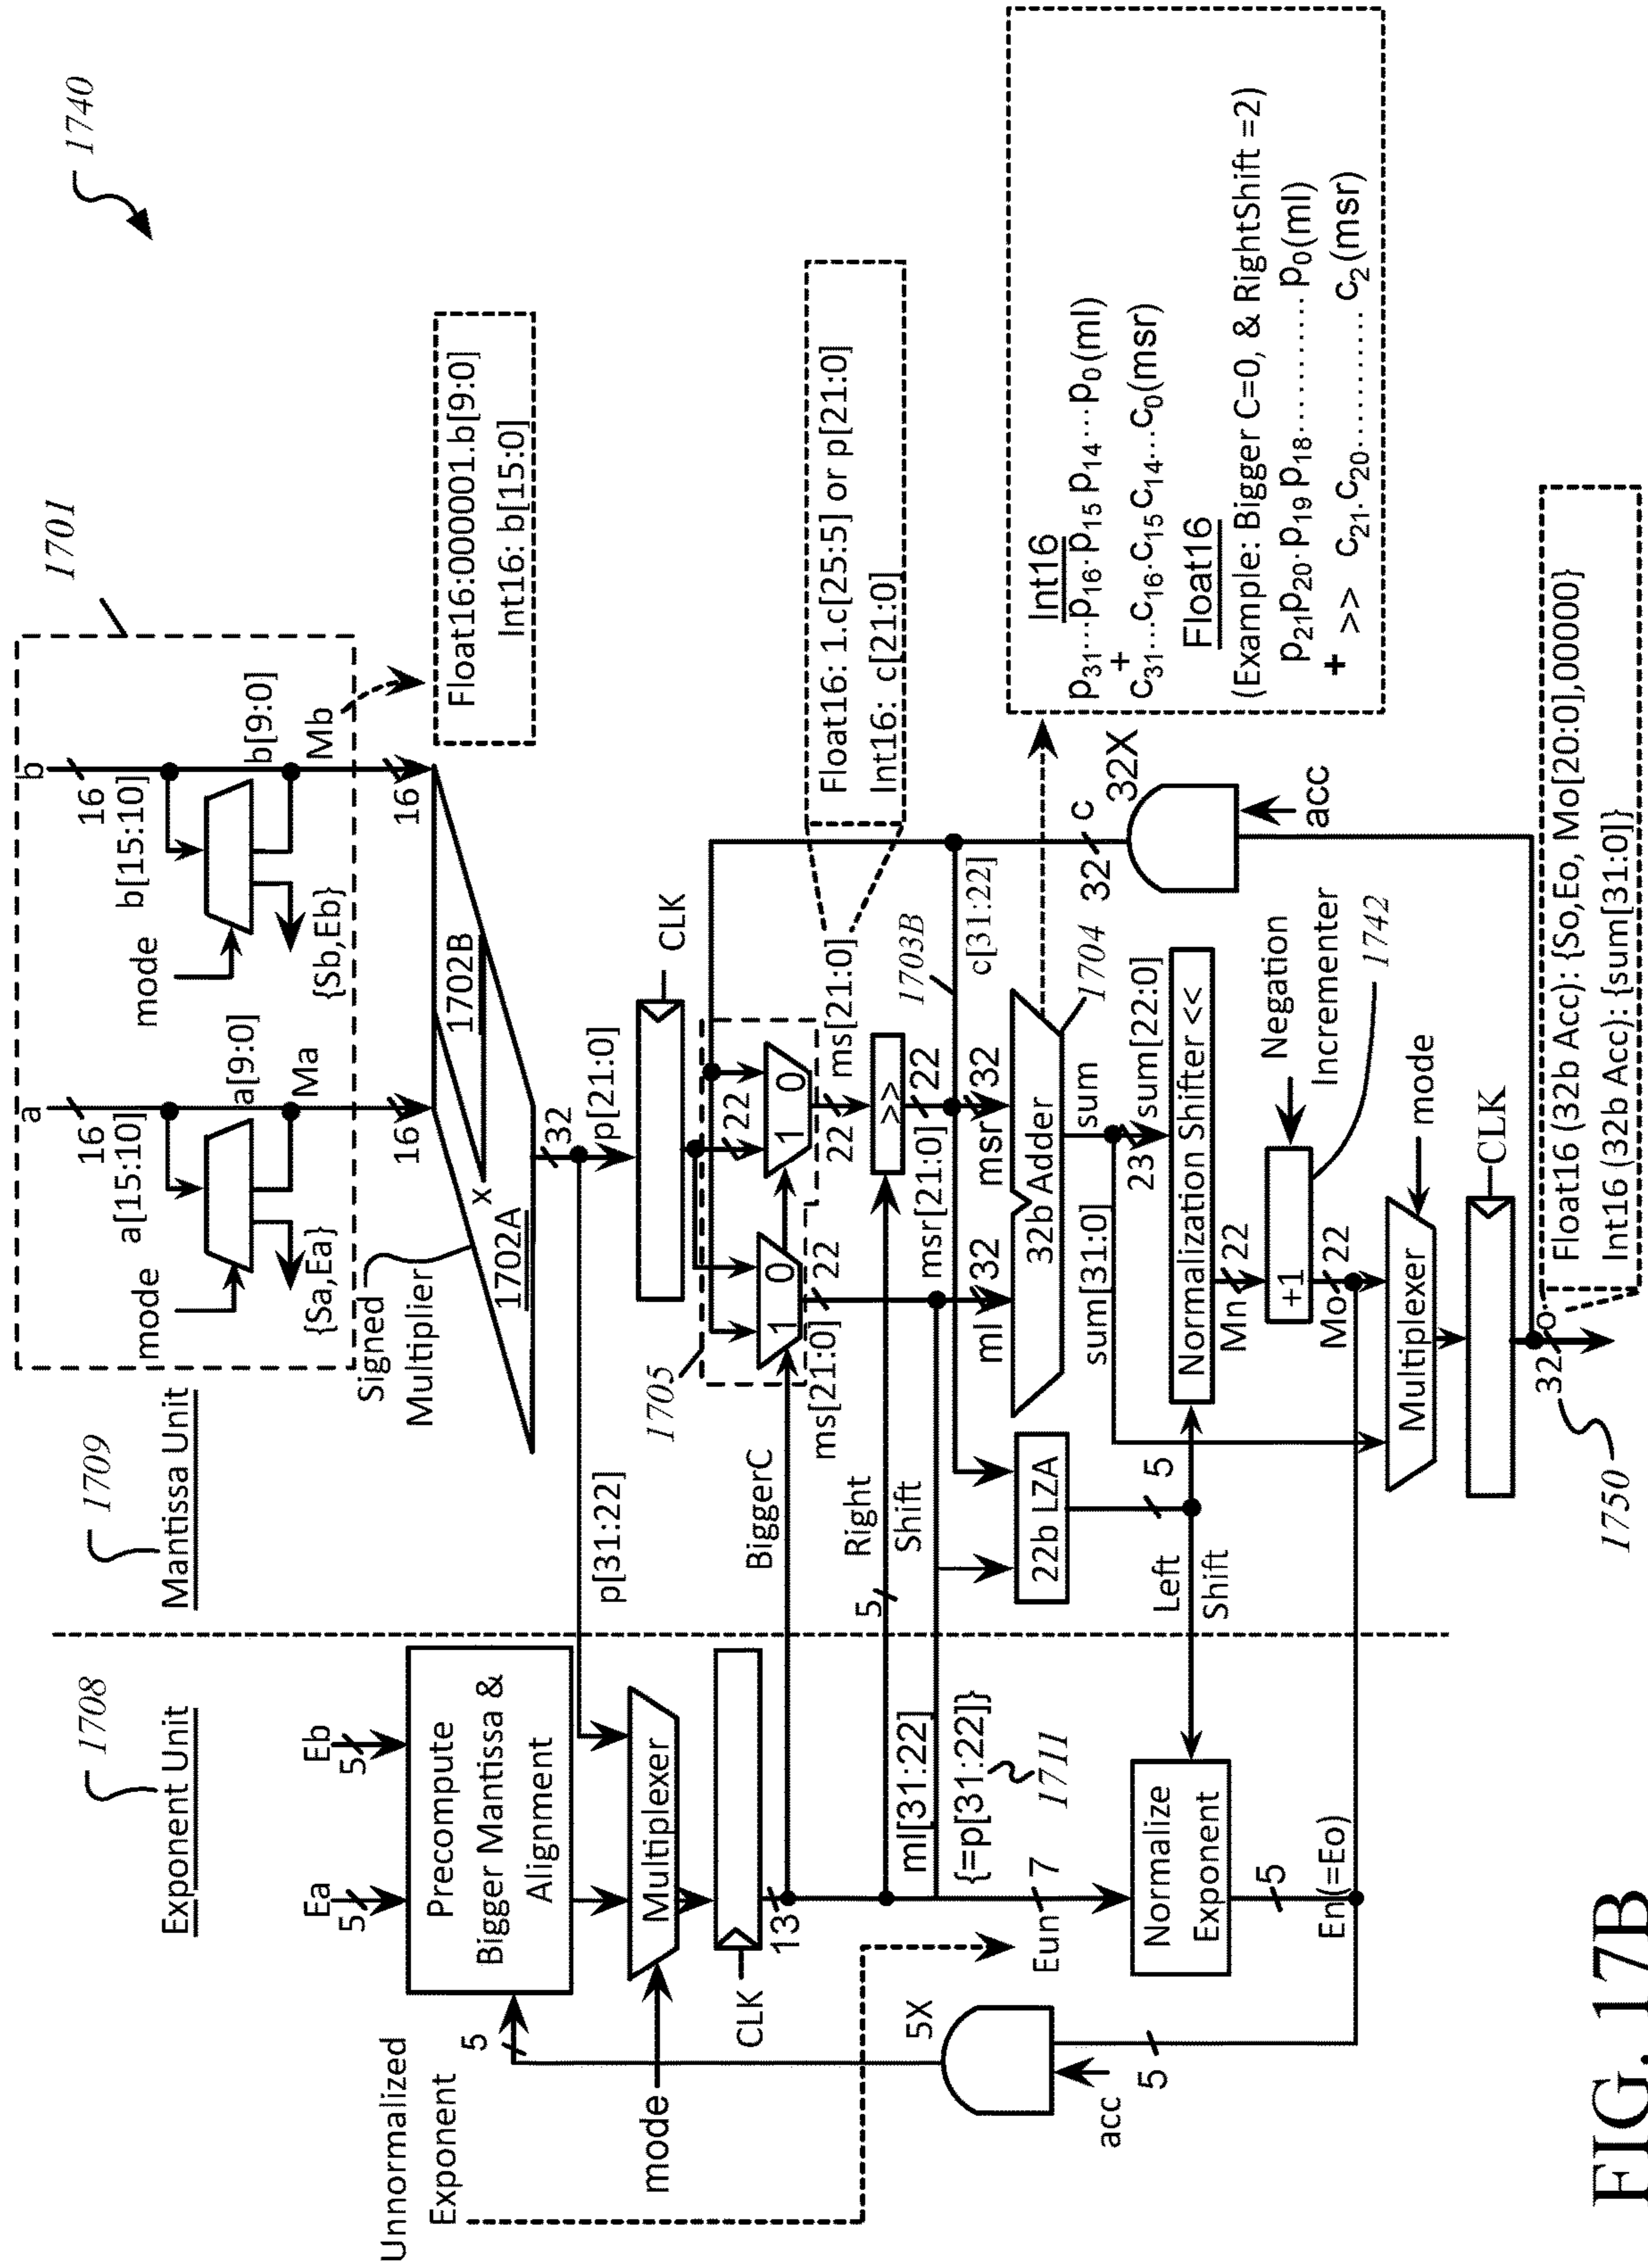 1740
1701
1709
Mantissa Unit
1708
Exponent Unit
a
b
16
16
a[15:10]
b[15:10]
mode
mode
a[9:0]
b[9:0]
{Sa,Ea}
{Sb,Eb}
Ma
Mb
16
16
Float16:000001.b[9:0]
Int16: b[15:0]
Signed
Multiplier
1702A
x
1702B
32
p[21:0]
p[31:22]
CLK
Ea
Eb
5
5
Precompute
Bigger Mantissa &
Alignment
Multiplexer
mode
CLK
13
Unnormalized
Exponent
5
5X
acc
5
1705
BiggerC
1 0
1 0
22
22
22
ms[21:0]
ms[21:0]
Float16: 1.c[25:5] or p[21:0]
Int16: c[21:0]
Right
Shift
5
>>
22
msr[21:0]
1703B
c[31:22]
32
c
32X
acc
ml[31:22]
{=p[31:22]}
1711
Eun
7
ml
32
msr
32
32b Adder
1704
22b LZA
sum
sum[31:0]
23
sum[22:0]
Int16
p31...p16.p15 p14...p0(ml)
+
c31...c16.c15 c14...c0(msr)
Float16
(Example: Bigger C=0, & RightShift =2)
p21p20.p19 p18............p0(ml)
+ >> c21.c20.......... c2(msr)
Left
Shift
5
Normalization Shifter <<
Normalize
Exponent
5
En(=Eo)
Mn
22
+1
Negation
Incrementer
1742
Mo
22
Multiplexer
mode
CLK
32
o
1750
Float16 (32b Acc): {So,Eo, Mo[20:0],00000}
Int16 (32b Acc): {sum[31:0]}
FIG. 17B